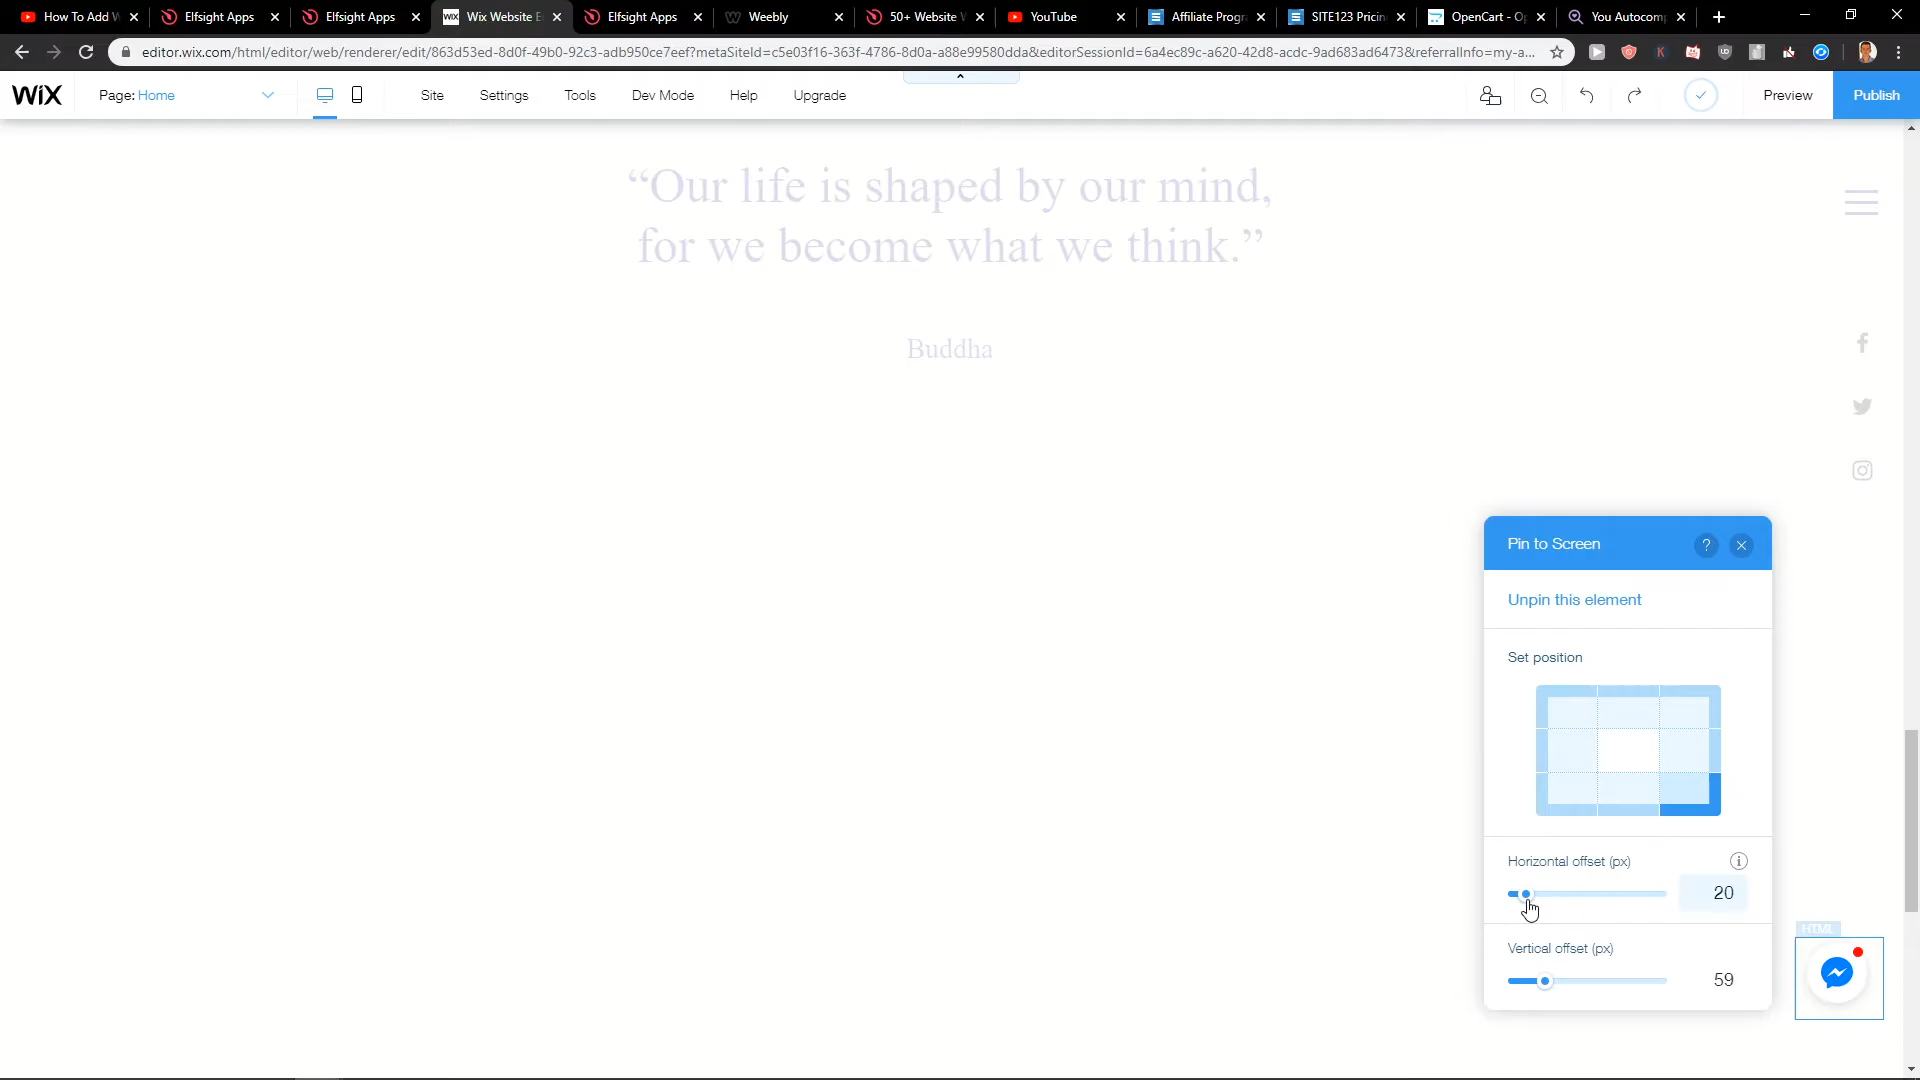 How To Add W
Elfsight Apps
Elfsight Apps
WIX Wix Website E
Elfsight Apps
Weebly
50+ Website W
YouTube
Affiliate Progr
SITE123 Pricin
OpenCart - Op
You Autocomp
editor.wix.com/html/editor/web/renderer/edit/863d53ed-8d0f-49b0-92c3-adb950ce7eef?metaSiteId=c5e03f16-363f-4786-8d0a-a88e99580dda&editorSessionId=6a4ec89c-a620-42d8-acdc-9ad683ad6473&referralInfo=my-a...
WIX
Page: Home
Site
Settings
Tools
Dev Mode
Help
Upgrade
Preview
Publish
“Our life is shaped by our mind,
for we become what we think.”
Buddha
Pin to Screen
?
Unpin this element
Set position
Horizontal offset (px)
20
Vertical offset (px)
59
HTML